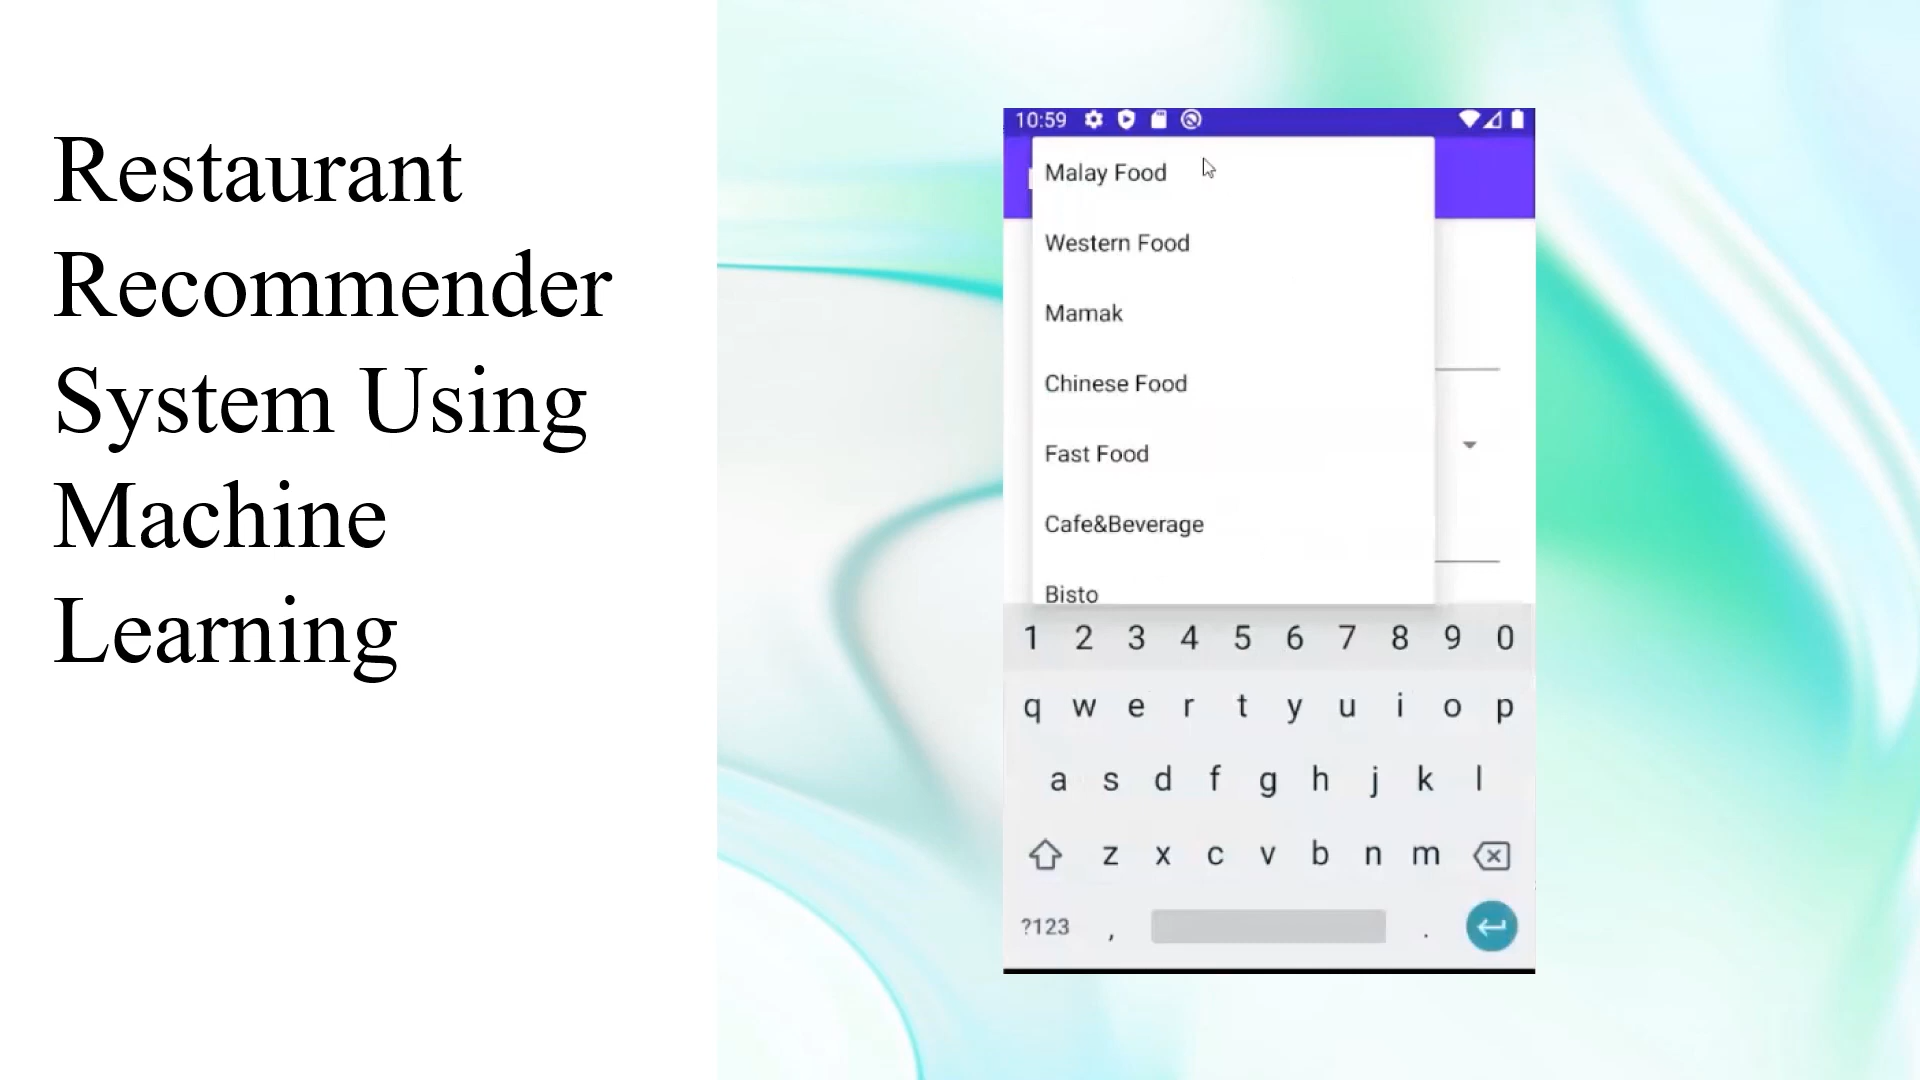 Restaurant
Recommender
System Using
Machine
Learning
10:59
Malay Food
Western Food
Mamak
Chinese Food
Fast Food
Cafe&Beverage
Bisto
1 2 3 4 5 6 7 8 9 0
q w e r t y u i o p
a s d f g h j k l
z x c v b n m
?123 , .